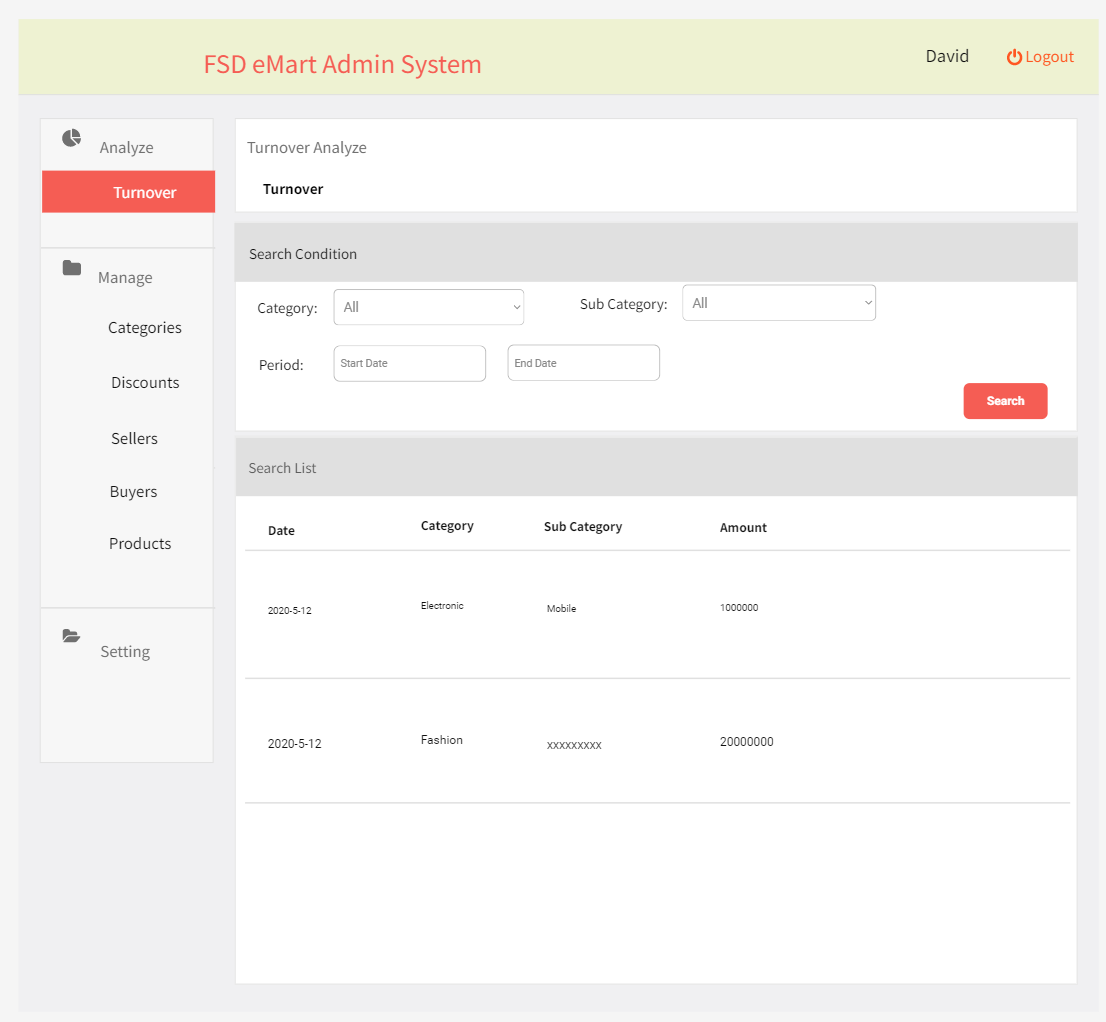 FSD eMart Admin System
David
Logout
Analyze
Turnover
Manage
Categories
Discounts
Sellers
Buyers
Products
Setting
Turnover Analyze
Turnover
Search Condition
Category: All Sub Category: All
Period: Start Date End Date
Search
Search List
Date Category Sub Category Amount
2020-5-12 Electronic Mobile 1000000
2020-5-12 Fashion xxxxxxxxx 20000000